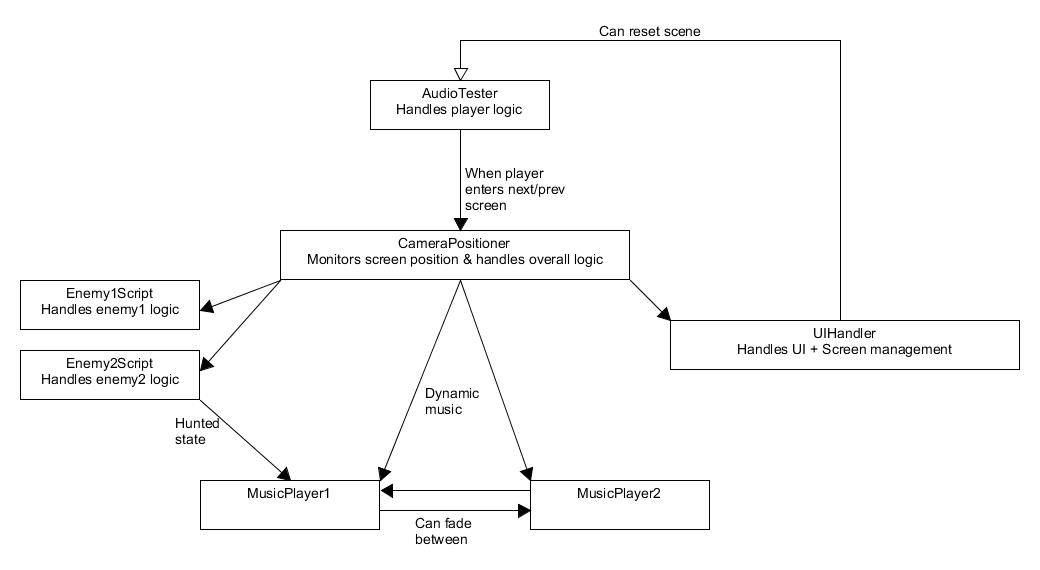 Can reset scene
AudioTester
Handles player logic
When player
enters next/prev
screen
CameraPositioner
Monitors screen position & handles overall logic
Enemy1Script
Handles enemy1 logic
UIHandler
Handles UI + Screen management
Enemy2Script
Handles enemy2 logic
Dynamic
music
Hunted
state
MusicPlayer1
MusicPlayer2
Can fade
between